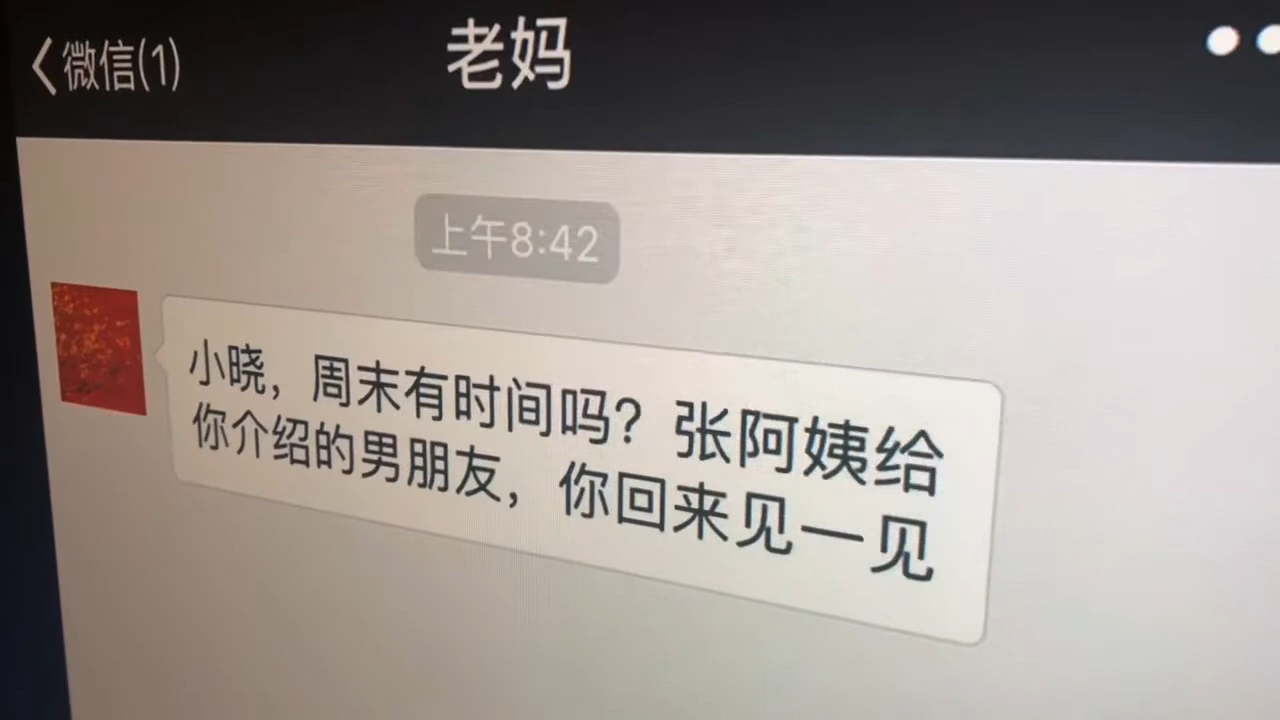 微信(1)
老妈
上午8:42
小晓，周末有时间吗？张阿姨给
你介绍的男朋友，你回来见一见